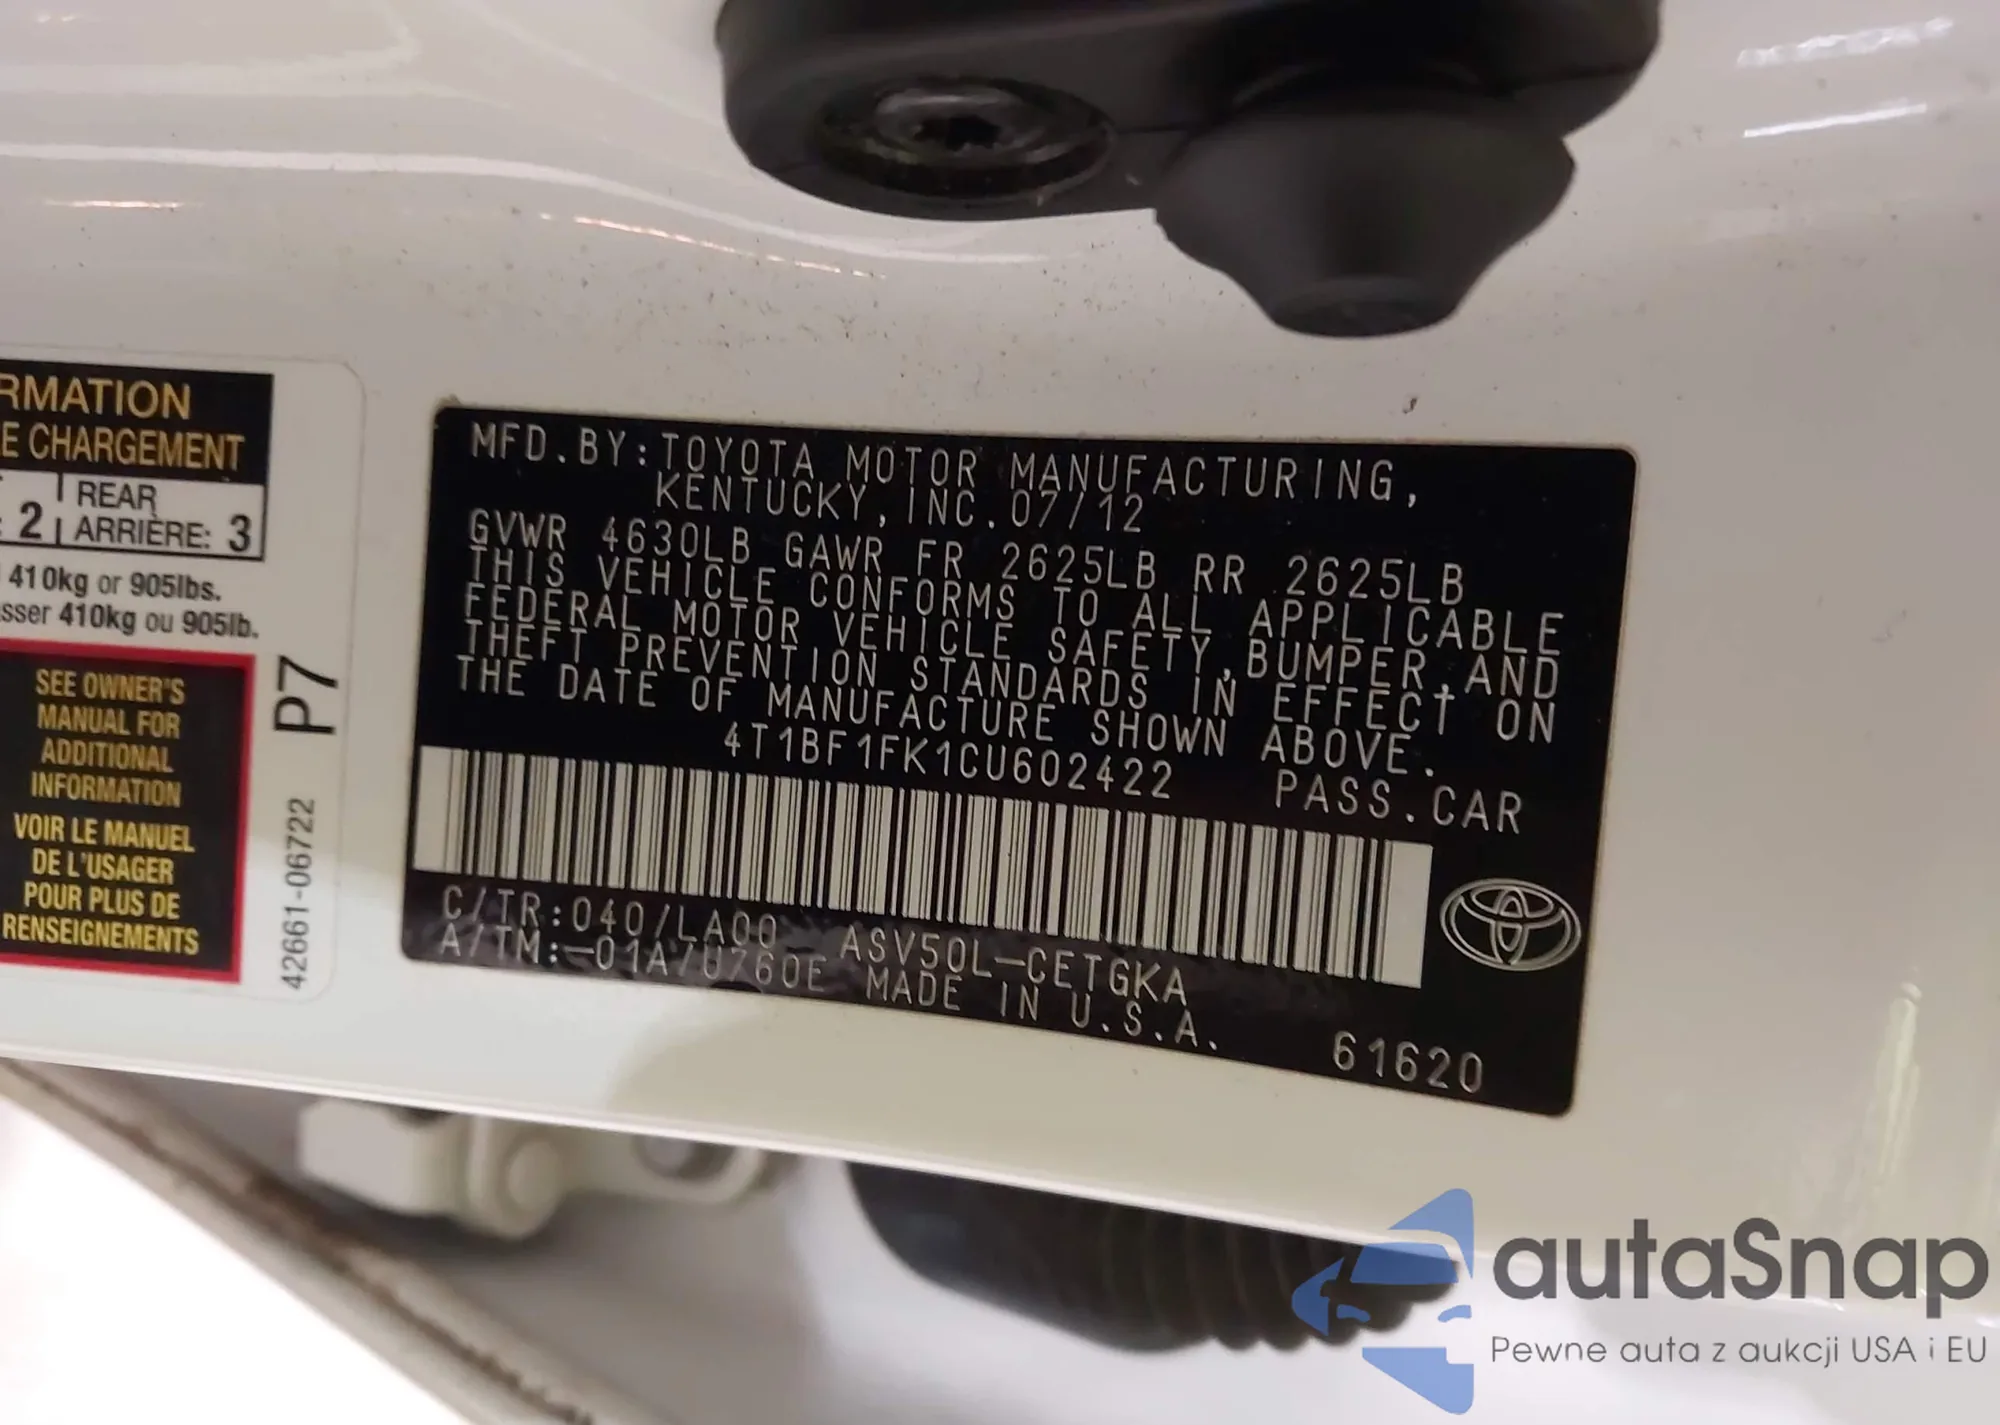 RMATION
E CHARGEMENT
2 REAR
ARRIÈRE: 3
410kg or 905lbs.
sser 410kg ou 905lb.
SEE OWNER'S
MANUAL FOR
ADDITIONAL
INFORMATION
VOIR LE MANUEL
DE L'USAGER
POUR PLUS DE
RENSEIGNEMENTS
P7
42661-06722
MFD.BY:TOYOTA MOTOR MANUFACTURING,
KENTUCKY,INC.07/12
GVWR 4630LB GAWR FR 2625LB RR 2625LB
THIS VEHICLE CONFORMS TO ALL APPLICABLE
FEDERAL MOTOR VEHICLE SAFETY,BUMPER,AND
THEFT PREVENTION STANDARDS IN EFFECT ON
THE DATE OF MANUFACTURE SHOWN ABOVE.
4T1BF1FK1CU602422 PASS.CAR
C/TR:040/LA00 ASV50L-CETGKA
A/TM:-01A/U760E MADE IN U.S.A.
61620
autaSnap
Pewne auta z aukcji USA i EU